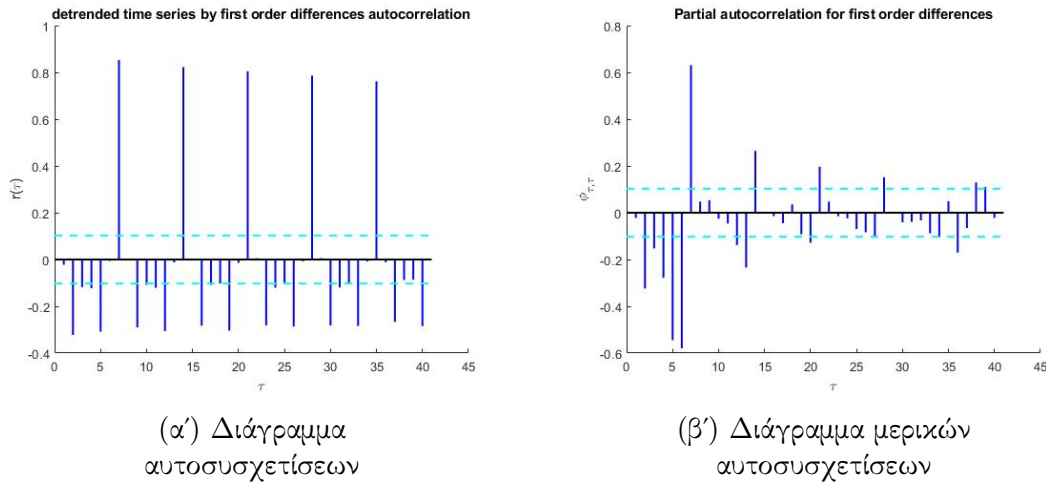 detrended time series by first order differences autocorrelation
1
0.8
0.6
0.4
0.2
0
-0.2
-0.4
r(τ)
0 5 10 15 20 25 30 35 40 45
τ
Partial autocorrelation for first order differences
0.8
0.6
0.4
0.2
0
-0.2
-0.4
-0.6
ϕτ,τ
0 5 10 15 20 25 30 35 40 45
τ
(αʹ) Διάγραμμα
αυτοσυσχετίσεων
(βʹ) Διάγραμμα μερικών
αυτοσυσχετίσεων